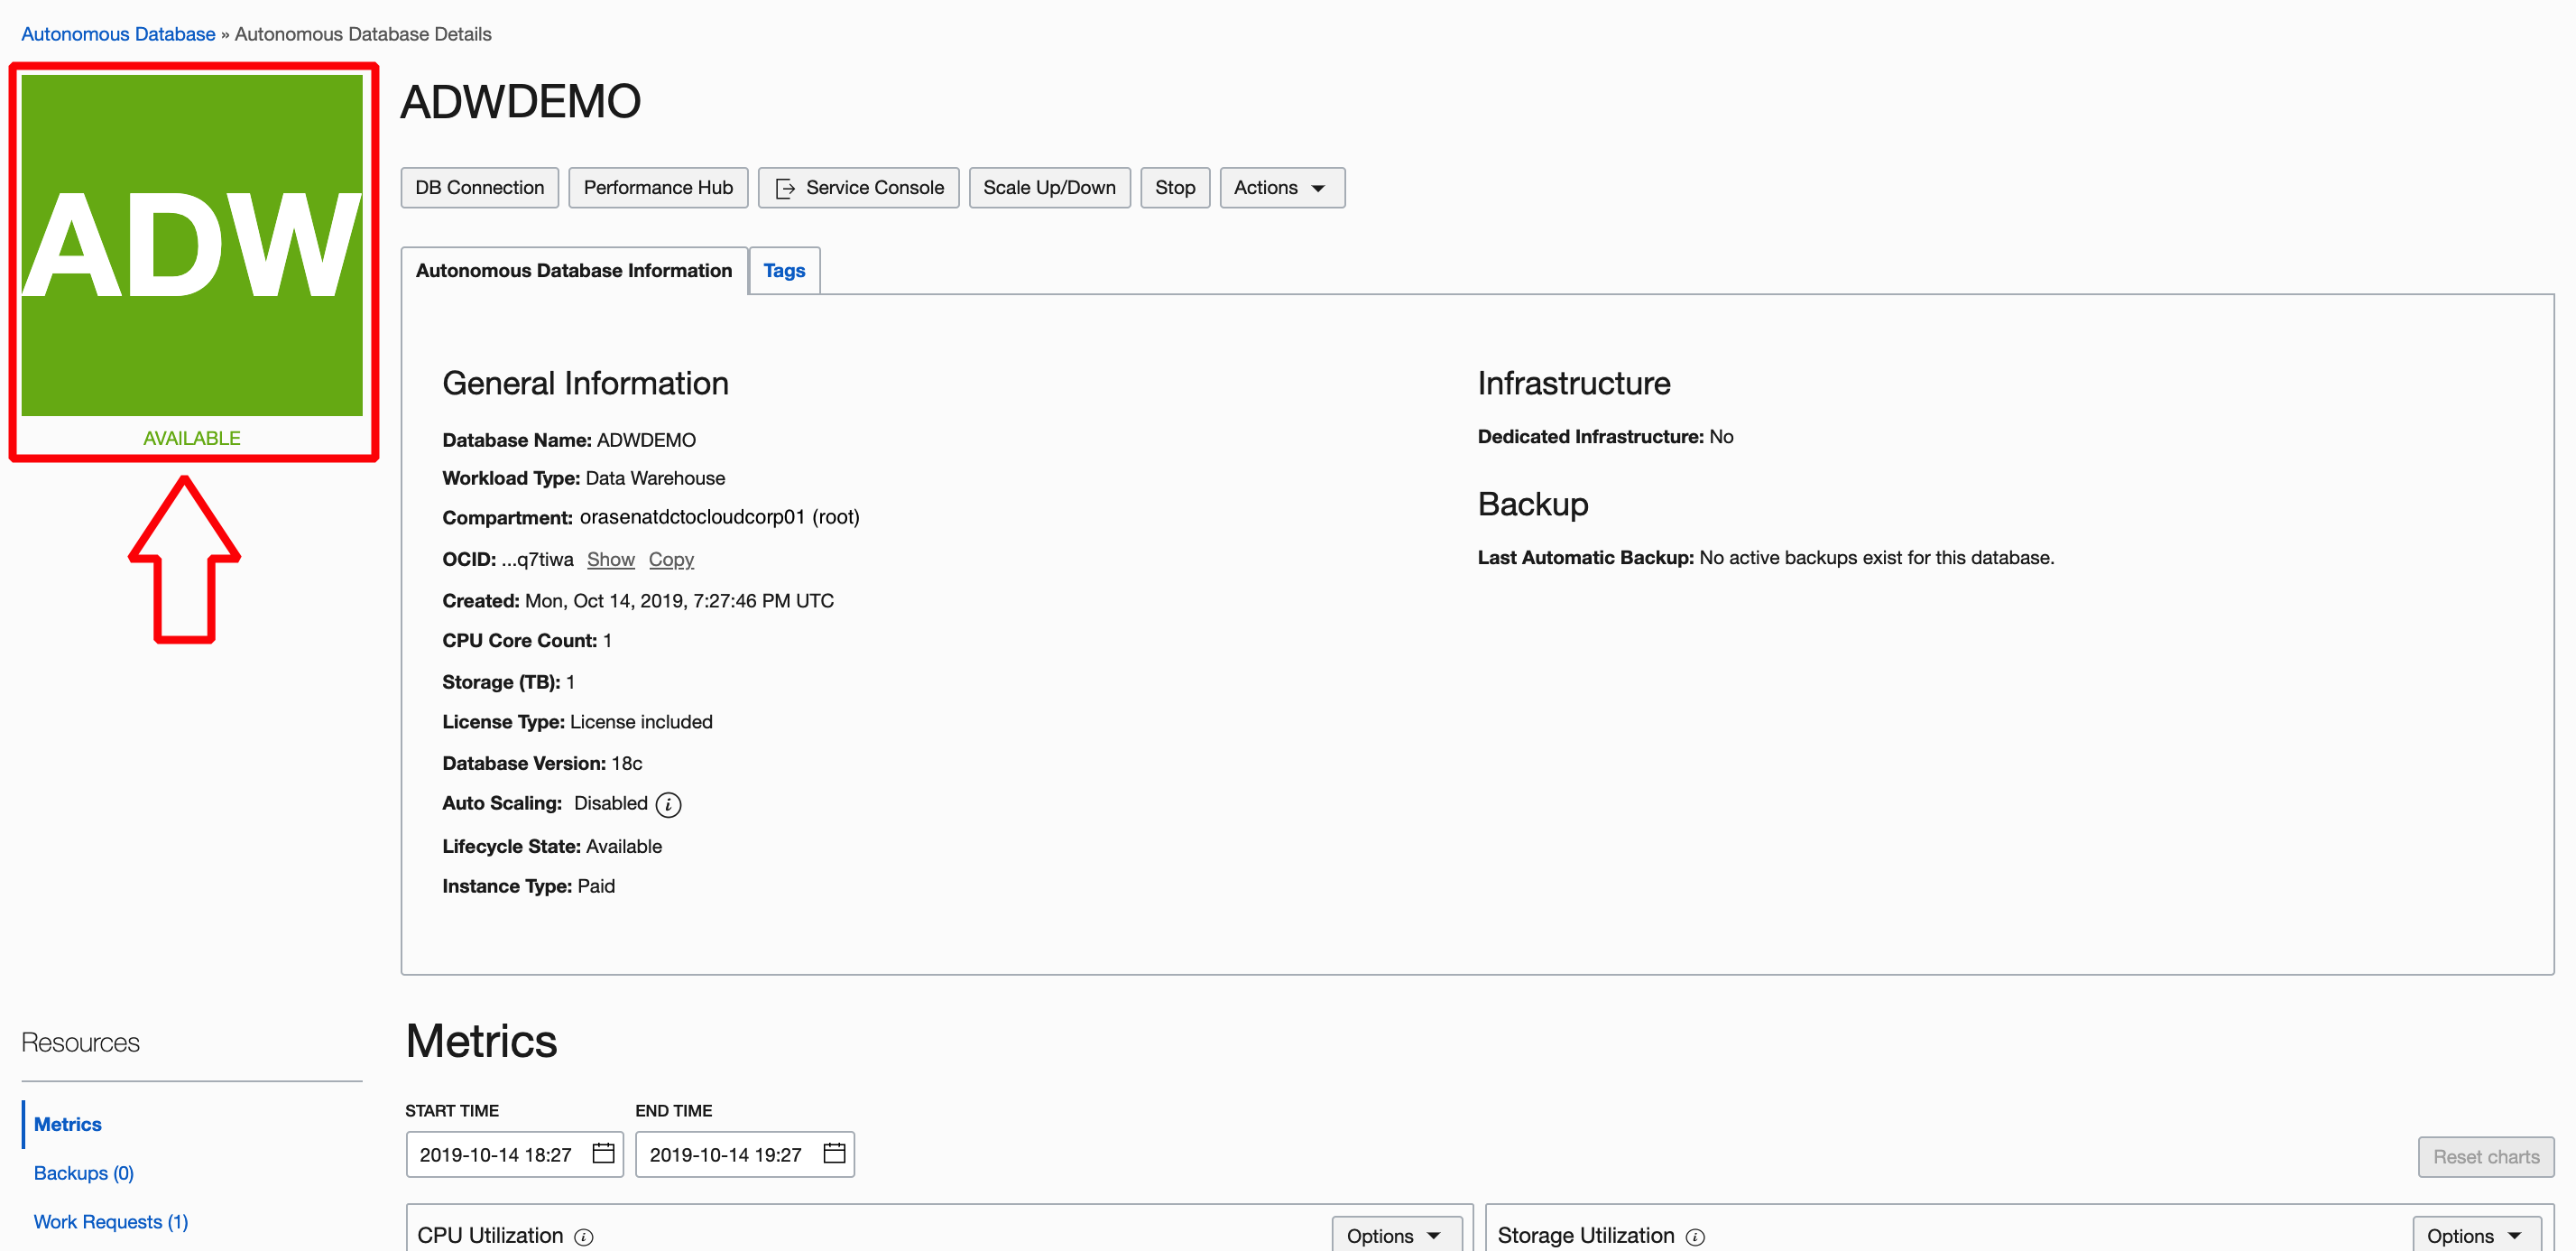 Autonomous Database » Autonomous Database Details
ADW
AVAILABLE
ADWDEMO
DB Connection
Performance Hub
Service Console
Scale Up/Down
Stop
Actions
Autonomous Database Information
Tags
General Information
Database Name: ADWDEMO
Workload Type: Data Warehouse
Compartment: orasenatdctocloudcorp01 (root)
OCID: ...q7tiwa Show Copy
Created: Mon, Oct 14, 2019, 7:27:46 PM UTC
CPU Core Count: 1
Storage (TB): 1
License Type: License included
Database Version: 18c
Auto Scaling: Disabled
Lifecycle State: Available
Instance Type: Paid
Infrastructure
Dedicated Infrastructure: No
Backup
Last Automatic Backup: No active backups exist for this database.
Resources
Metrics
Backups (0)
Work Requests (1)
Metrics
START TIME
END TIME
2019-10-14 18:27
2019-10-14 19:27
Reset charts
CPU Utilization
Options
Storage Utilization
Options